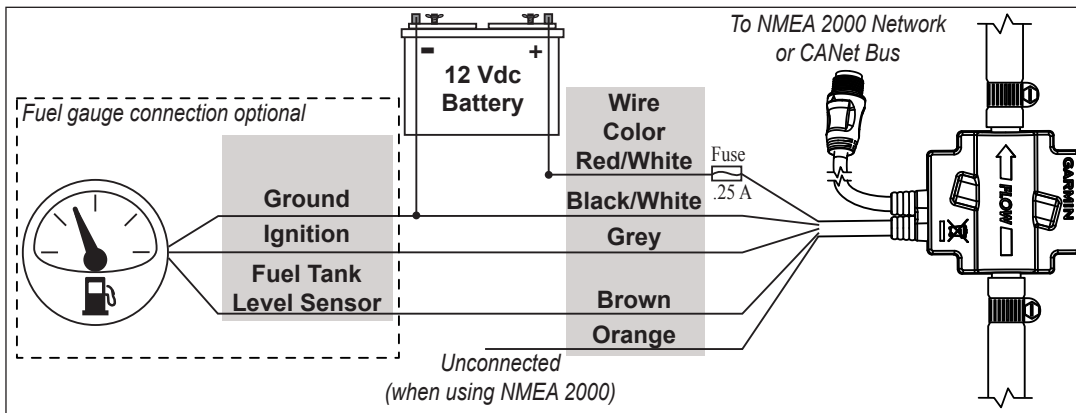 To NMEA 2000 Network
or CANet Bus
- +
12 Vdc
Battery
Fuel gauge connection optional
Wire
Color
Red/White
Fuse
.25 A
Ground
Black/White
Ignition
Grey
Fuel Tank
Level Sensor
Brown
Orange
Unconnected
(when using NMEA 2000)
FLOW
GARMIN